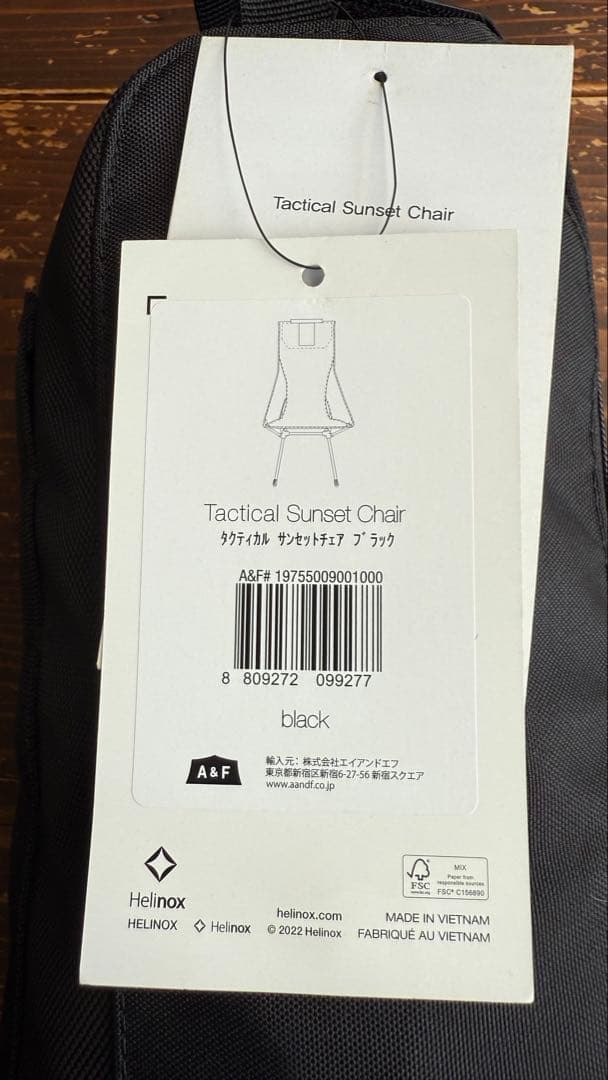 Tactical Sunset Chair
Tactical Sunset Chair
ﾀｸﾃｨｶﾙ ｻﾝｾｯﾄﾁｪｱ ﾌﾞﾗｯｸ
A&F# 19755009001000
8 809272 099277
black
A & F
輸入元: 株式会社エイアンドエフ
東京都新宿区新宿6-27-56 新宿スクエア
www.aandf.co.jp
Helinox
HELINOX
Helinox
helinox.com
© 2022 Helinox
FSC
www.fsc.org
MIX
Paper from
responsible sources
FSC® C156890
MADE IN VIETNAM
FABRIQUÉ AU VIETNAM